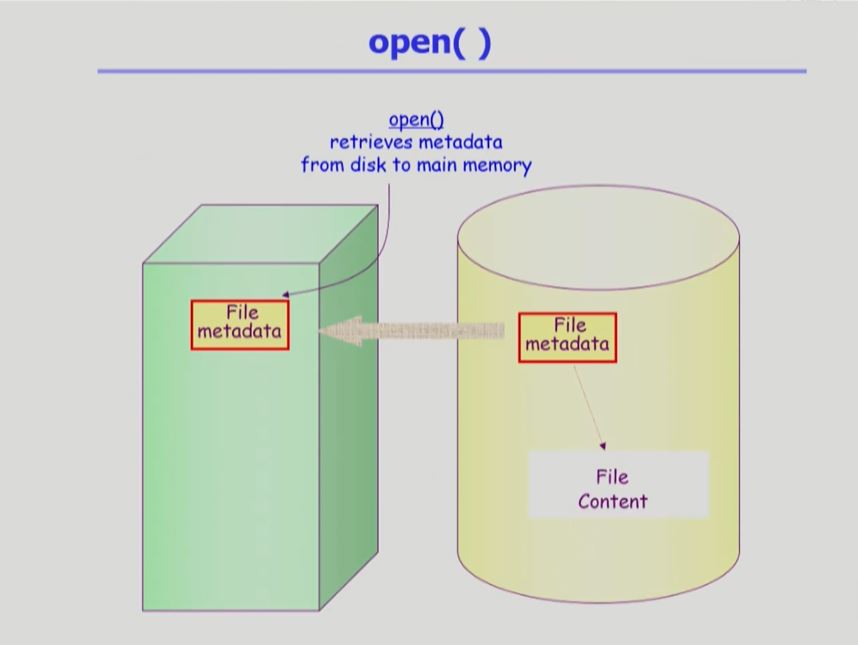 open( )
open()
retrieves metadata
from disk to main memory
File
metadata
File
metadata
File
Content